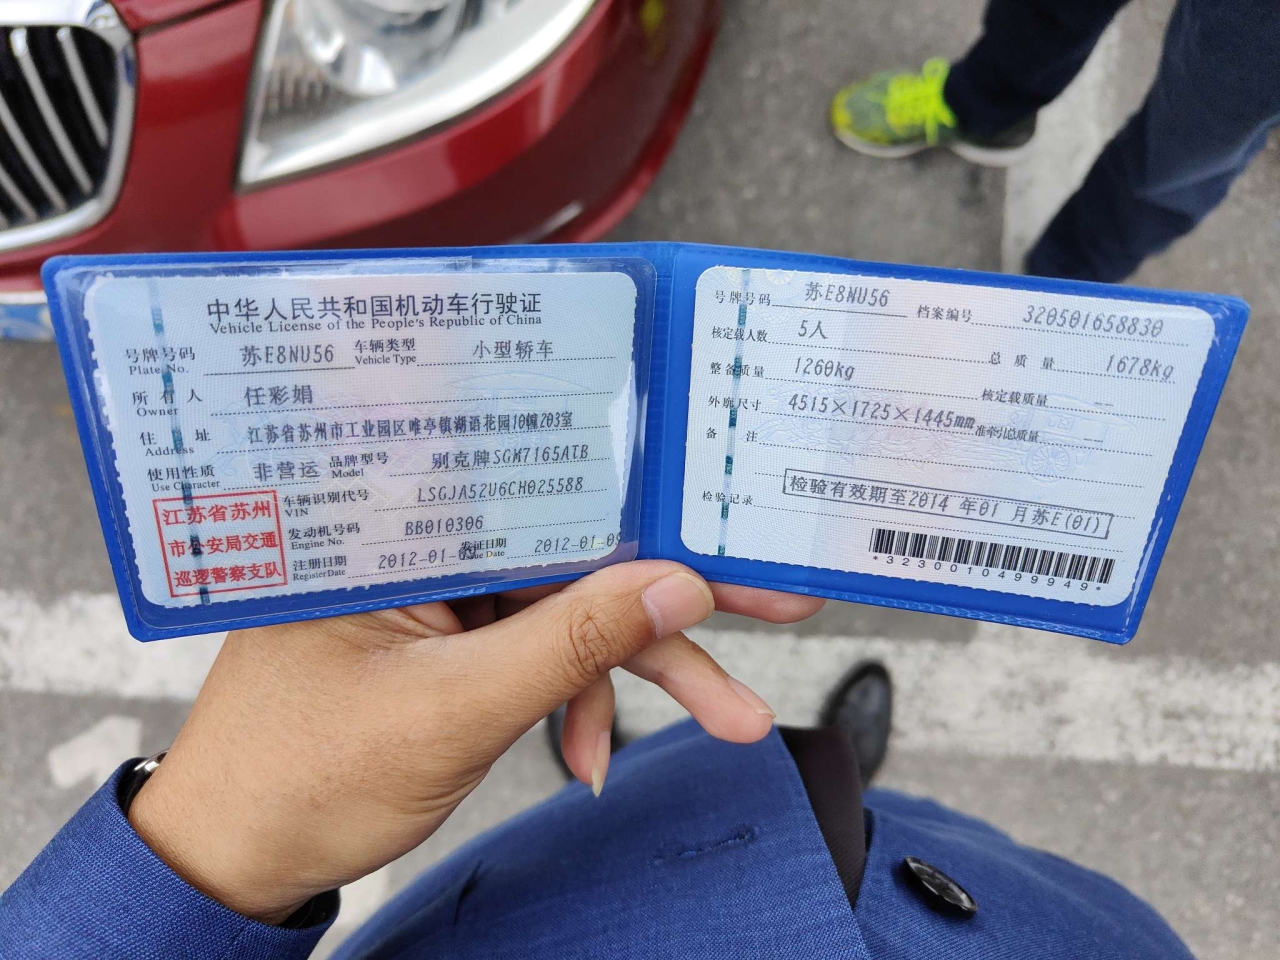 中华人民共和国机动车行驶证
Vehicle License of the People's Republic of China
号牌号码 苏E8NU56 车辆类型 小型轿车
Plate No. Vehicle Type
所有人 任彩娟
Owner
住址 江苏省苏州市工业园区唯亭镇湖语花园10幢203室
Address
使用性质 非营运 品牌型号 别克牌SGM7165ATB
Use Character Model
江苏省苏州
市公安局交通
巡逻警察支队
车辆识别代号 LSGJA52U6CH025588
VIN
发动机号码 BB010306
Engine No.
注册日期 2012-01-09 发证日期 2012-01-09
Register Date Issue Date
号牌号码 苏E8NU56 档案编号 320501658830
核定载人数 5人 总质量 1678kg
整备质量 1260kg 核定载质量 --
外廓尺寸 4515×1725×1445mm 准牵引总质量 --
备注
检验记录 检验有效期至2014年01月苏E(01)
*3230010499949*